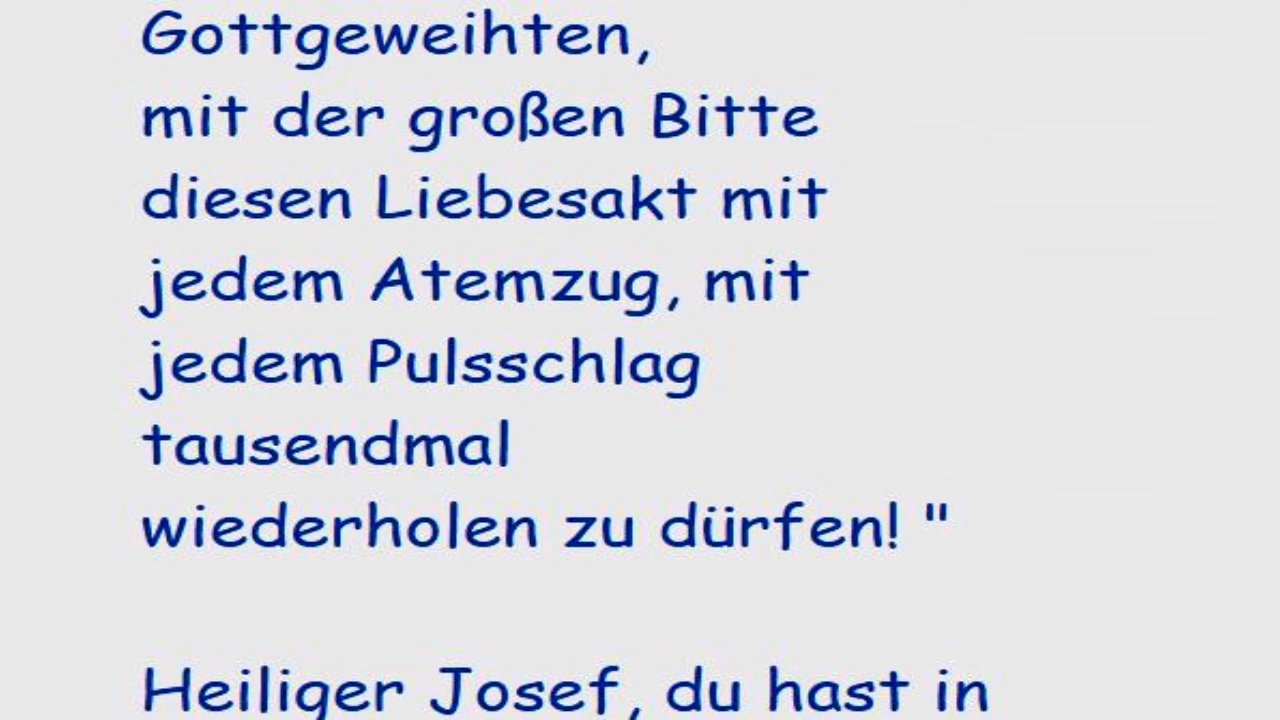 Gottgeweihten,
mit der großen Bitte
diesen Liebesakt mit
jedem Atemzug, mit
jedem Pulsschlag
tausendmal
wiederholen zu dürfen! "
Heiliger Josef, du hast in